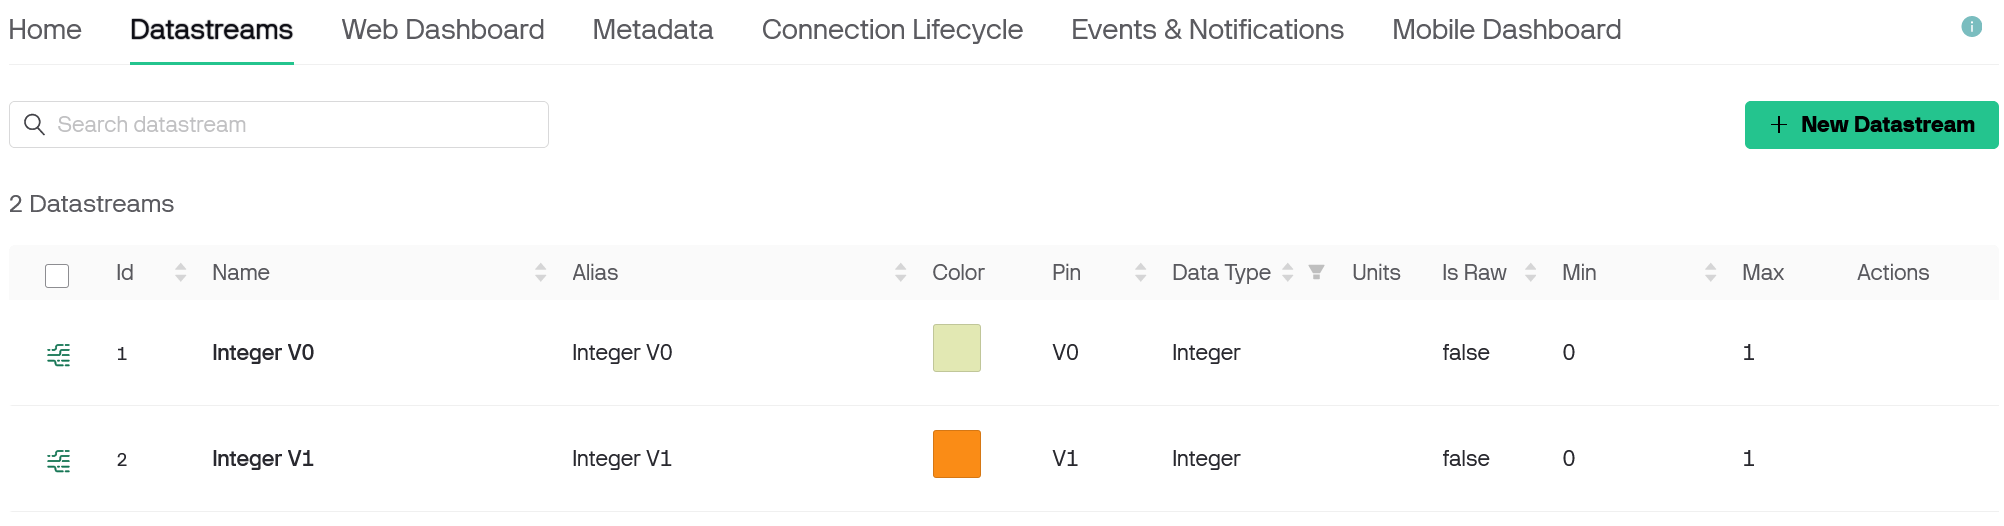 Home Datastreams Web Dashboard Metadata Connection Lifecycle Events & Notifications Mobile Dashboard
Search datastream
+ New Datastream
2 Datastreams
Id Name Alias Color Pin Data Type Units Is Raw Min Max Actions
1 Integer V0 Integer V0 V0 Integer false 0 1
2 Integer V1 Integer V1 V1 Integer false 0 1